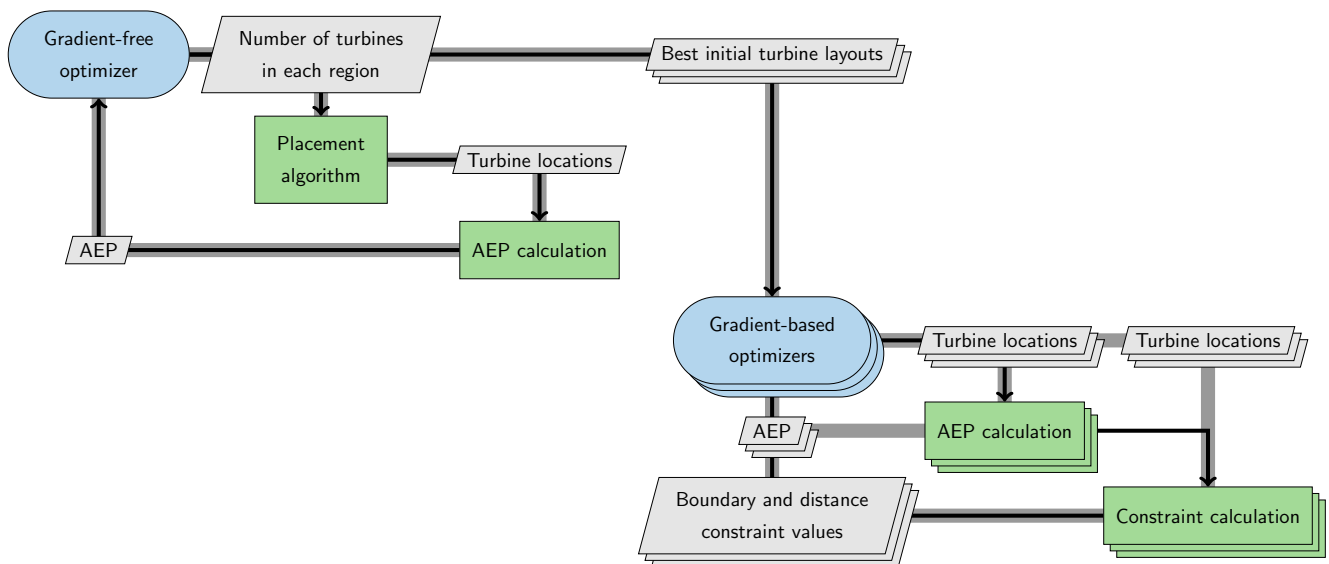 Gradient-free
optimizer
Number of turbines
in each region
Best initial turbine layouts
Placement
algorithm
Turbine locations
AEP
AEP calculation
Gradient-based
optimizers
Turbine locations
Turbine locations
AEP
AEP calculation
Boundary and distance
constraint values
Constraint calculation